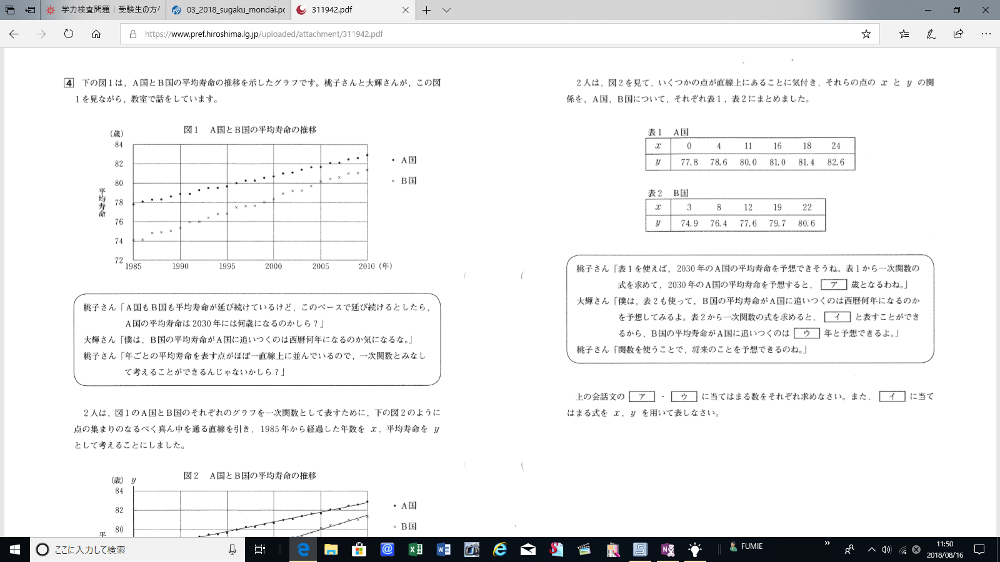 学力検査問題｜受験生の方へ
03_2018_sugaku_mondai.pc
311942.pdf
https://www.pref.hiroshima.lg.jp/uploaded/attachment/311942.pdf
4 下の図1は，A国とB国の平均寿命の推移を示したグラフです。桃子さんと大輝さんが，この図
1を見ながら，教室で話をしています。
図1 A国とB国の平均寿命の推移
(歳)
84
82
80
78
76
74
72
平均寿命
1985 1990 1995 2000 2005 2010 (年)
・ A国
× B国
桃子さん「A国もB国も平均寿命が延び続けているけど，このペースで延び続けるとしたら，
A国の平均寿命は2030年には何歳になるのかしら？」
大輝さん「僕は，B国の平均寿命がA国に追いつくのは西暦何年になるのか気になるな。」
桃子さん「年ごとの平均寿命を表す点がほぼ一直線上に並んでいるので，一次関数とみなし
て考えることができるんじゃないかしら？」
2人は，図1のA国とB国のそれぞれのグラフを一次関数として表すために，下の図2のように
点の集まりのなるべく真ん中を通る直線を引き，1985年から経過した年数を x，平均寿命を y
として考えることにしました。
図2 A国とB国の平均寿命の推移
(歳) y
84
82
80
平
・ A国
× B国
2人は，図2を見て，いくつかの点が直線上にあることに気付き，それらの点の x と y の関
係を，A国，B国について，それぞれ表1，表2にまとめました。
表1 A国
x 0 4 11 16 18 24
y 77.8 78.6 80.0 81.0 81.4 82.6
表2 B国
x 3 8 12 19 22
y 74.9 76.4 77.6 79.7 80.6
桃子さん「表1を使えば，2030年のA国の平均寿命を予想できそうね。表1から一次関数の
式を求めて，2030年のA国の平均寿命を予想すると， ア 歳となるわね。」
大輝さん「僕は，表2も使って，B国の平均寿命がA国に追いつくのは西暦何年になるのか
を予想してみるよ。表2から一次関数の式を求めると， イ と表すことができ
るから，B国の平均寿命がA国に追いつくのは ウ 年と予想できるよ。」
桃子さん「関数を使うことで，将来のことを予想できるのね。」
上の会話文の ア ・ ウ に当てはまる数をそれぞれ求めなさい。また， イ に当て
はまる式を x，y を用いて表しなさい。
ここに入力して検索
FUMIE
11:50
2018/08/16